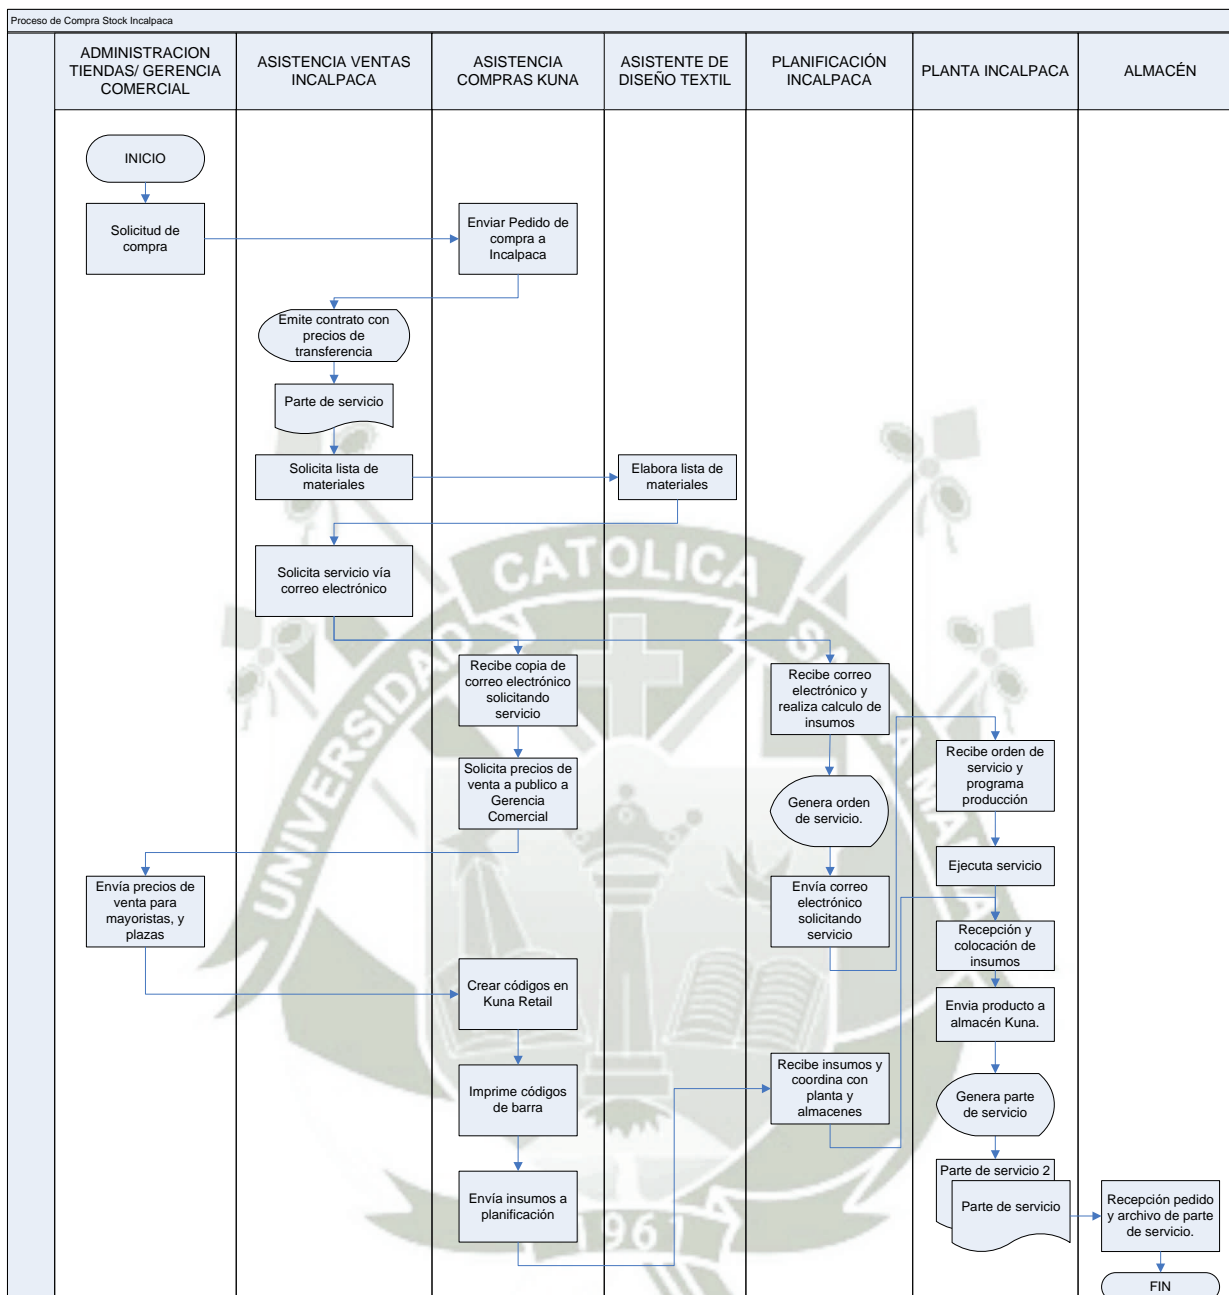 Proceso de Compra Stock Incalpaca
ADMINISTRACION
TIENDAS/ GERENCIA
COMERCIAL
ASISTENCIA VENTAS
INCALPACA
ASISTENCIA
COMPRAS KUNA
ASISTENTE DE
DISEÑO TEXTIL
PLANIFICACIÓN
INCALPACA
PLANTA INCALPACA
ALMACÉN
INICIO
Solicitud de
compra
Enviar Pedido de
compra a
Incalpaca
Emite contrato con
precios de
transferencia
Parte de servicio
Solicita lista de
materiales
Elabora lista de
materiales
Solicita servicio vía
correo electrónico
Recibe copia de
correo electrónico
solicitando
servicio
Recibe correo
electrónico y
realiza calculo de
insumos
Solicita precios de
venta a publico a
Gerencia
Comercial
Genera orden
de servicio.
Recibe orden de
servicio y
programa
producción
Ejecuta servicio
Envía precios de
venta para
mayoristas, y
plazas
Envía correo
electrónico
solicitando
servicio
Recepción y
colocación de
insumos
Crear códigos en
Kuna Retail
Envia producto a
almacén Kuna.
Imprime códigos
de barra
Recibe insumos y
coordina con
planta y
almacenes
Genera parte
de servicio
Envía insumos a
planificación
Parte de servicio 2
Parte de servicio
Recepción pedido
y archivo de parte
de servicio.
FIN
UNIVERSIDAD
CATOLICA
1961